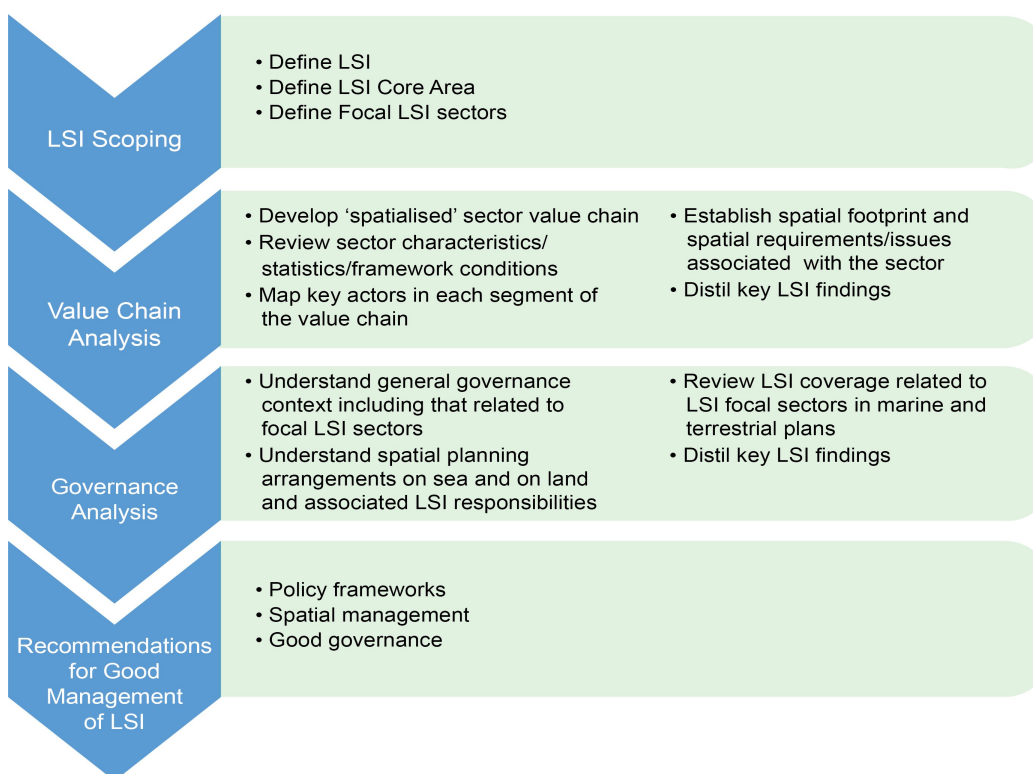 LSI Scoping
• Define LSI
• Define LSI Core Area
• Define Focal LSI sectors
Value Chain
Analysis
• Develop ‘spatialised’ sector value chain
• Review sector characteristics/
statistics/framework conditions
• Map key actors in each segment of
the value chain
• Establish spatial footprint and
spatial requirements/issues
associated with the sector
• Distil key LSI findings
Governance
Analysis
• Understand general governance
context including that related to
focal LSI sectors
• Understand spatial planning
arrangements on sea and on land
and associated LSI responsibilities
• Review LSI coverage related to
LSI focal sectors in marine and
terrestrial plans
• Distil key LSI findings
Recommendations
for Good
Management
of LSI
• Policy frameworks
• Spatial management
• Good governance